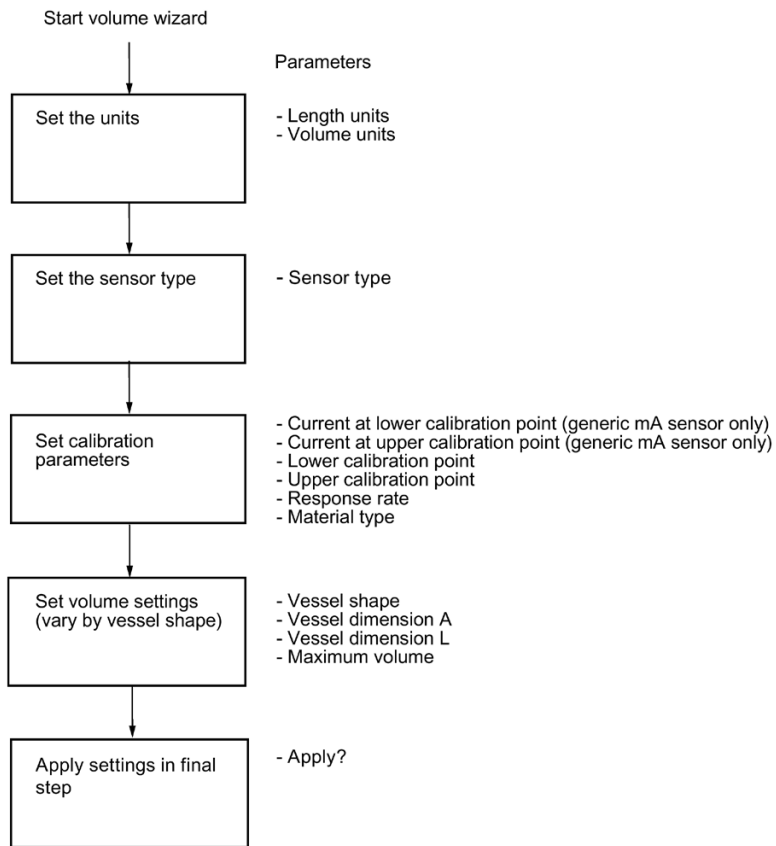 Start volume wizard
Parameters
Set the units
- Length units
- Volume units
Set the sensor type
- Sensor type
Set calibration
parameters
- Current at lower calibration point (generic mA sensor only)
- Current at upper calibration point (generic mA sensor only)
- Lower calibration point
- Upper calibration point
- Response rate
- Material type
Set volume settings
(vary by vessel shape)
- Vessel shape
- Vessel dimension A
- Vessel dimension L
- Maximum volume
Apply settings in final
step
- Apply?